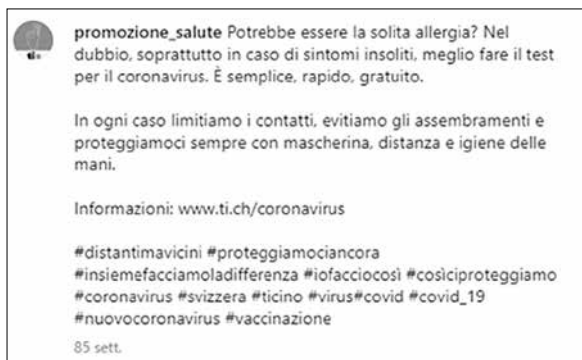 promozione_salute Potrebbe essere la solita allergia? Nel
dubbio, soprattutto in caso di sintomi insoliti, meglio fare il test
per il coronavirus. È semplice, rapido, gratuito.
In ogni caso limitiamo i contatti, evitiamo gli assembramenti e
proteggiamoci sempre con mascherina, distanza e igiene delle
mani.
Informazioni: www.ti.ch/coronavirus
#distantimavicini #proteggiamociancora
#insiemefacciamoladifferenza #iofacciocosì #cosìciproteggiamo
#coronavirus #svizzera #ticino #virus#covid #covid_19
#nuovocoronavirus #vaccinazione
85 sett.